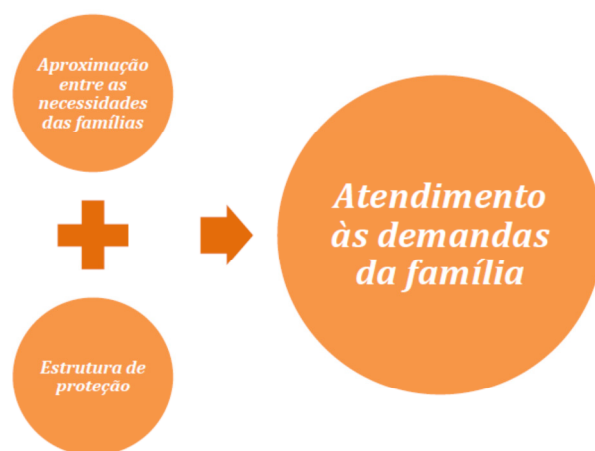 Aproximação
entre as
necessidades
das famílias
Estrutura de
proteção
Atendimento
às demandas
da família